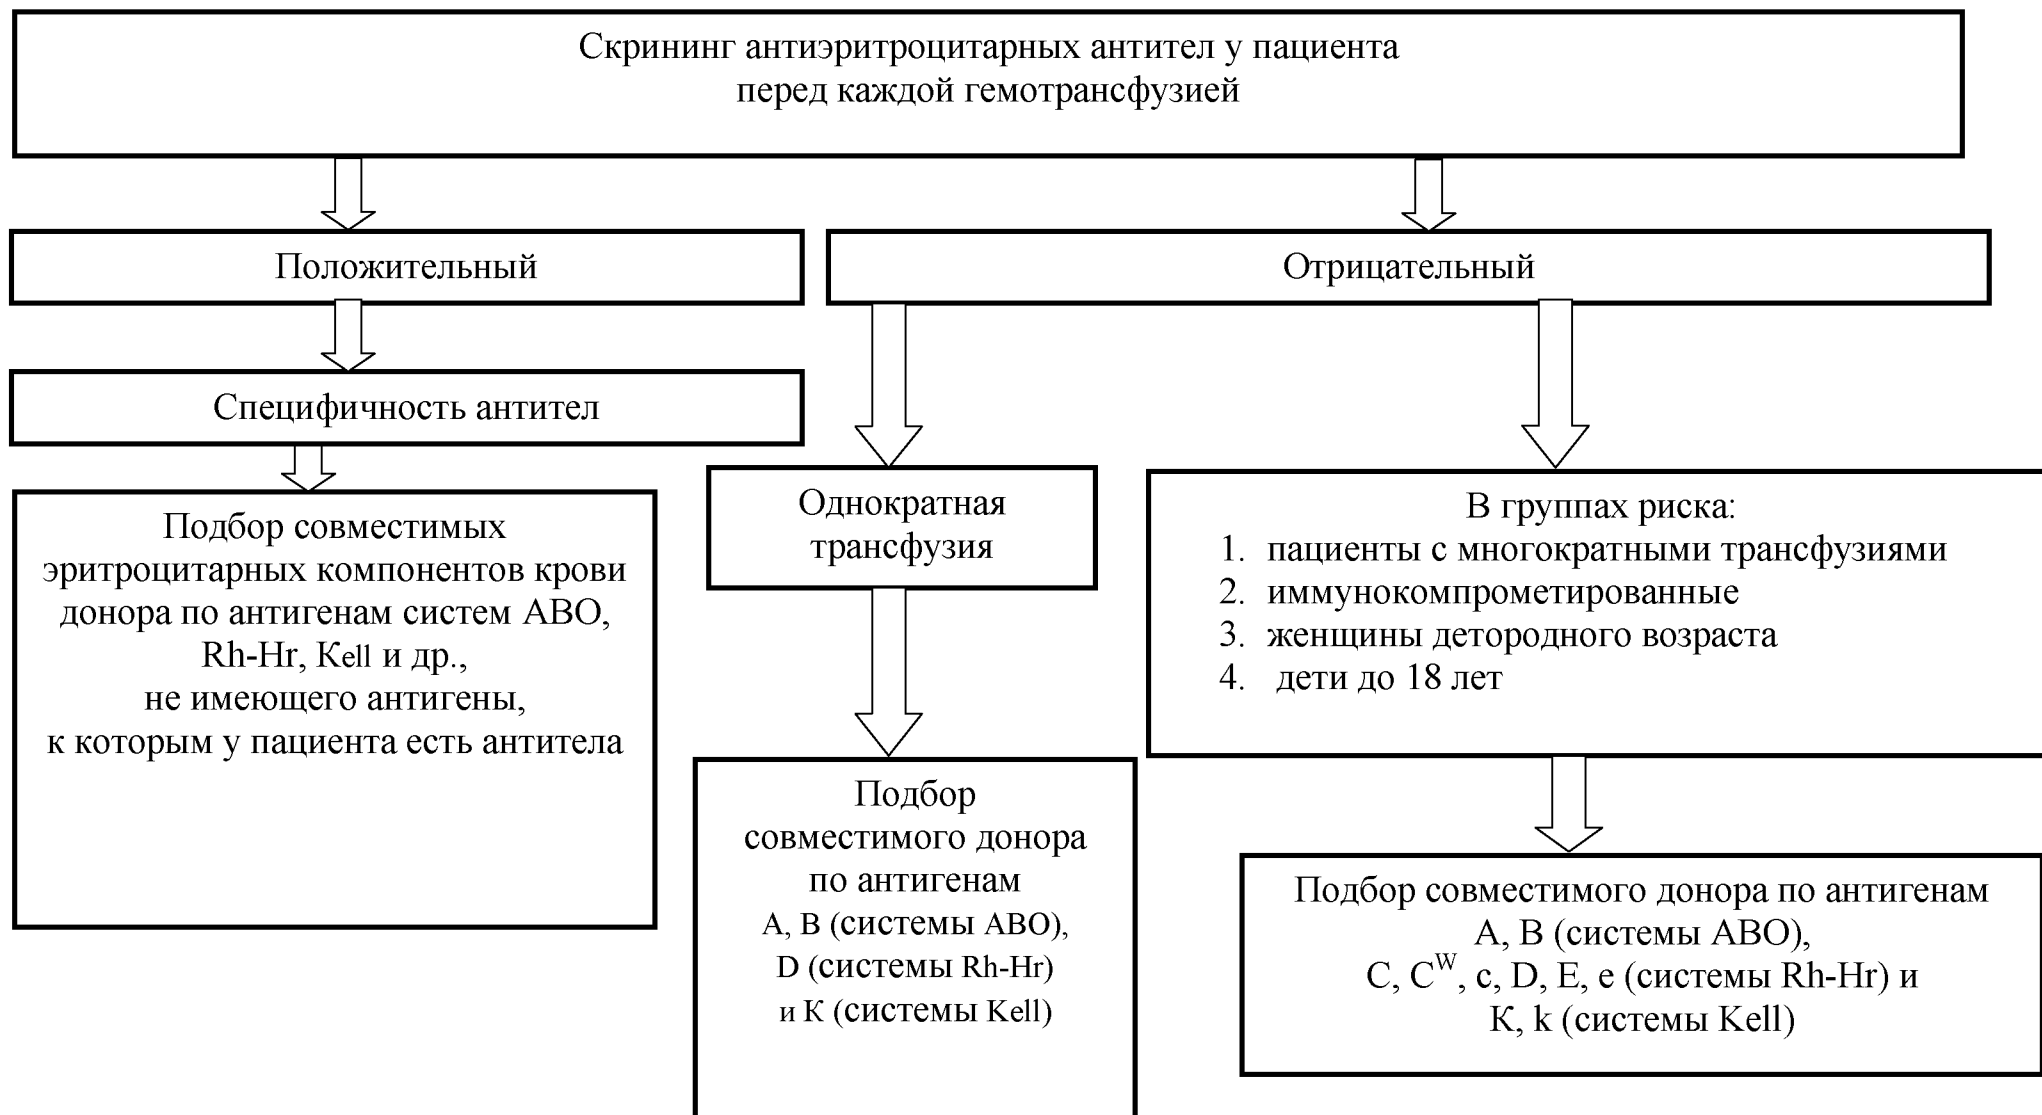 Скрининг антиэритроцитарных антител у пациента
перед каждой гемотрансфузией
Положительный
Отрицательный
Специфичность антител
Подбор совместимых
эритроцитарных компонентов крови
донора по антигенам систем АВО,
Rh-Hr, Kell и др.,
не имеющего антигены,
к которым у пациента есть антитела
Однократная
трансфузия
В группах риска:
1. пациенты с многократными трансфузиями
2. иммунокомпрометированные
3. женщины детородного возраста
4. дети до 18 лет
Подбор
совместимого донора
по антигенам
А, В (системы АВО),
D (системы Rh-Hr)
и К (системы Kell)
Подбор совместимого донора по антигенам
А, В (системы АВО),
С, Сᵂ, с, D, Е, е (системы Rh-Hr) и
К, k (системы Kell)